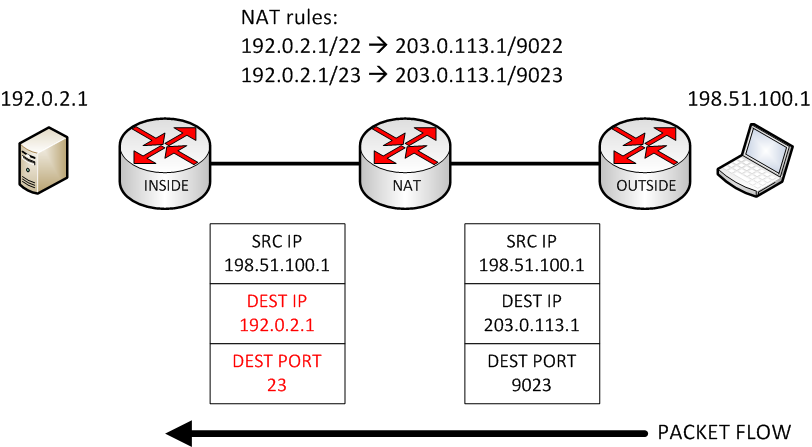 NAT rules:
192.0.2.1/22 → 203.0.113.1/9022
192.0.2.1/23 → 203.0.113.1/9023
192.0.2.1
198.51.100.1
INSIDE
NAT
OUTSIDE
SRC IP
198.51.100.1
DEST IP
192.0.2.1
DEST PORT
23
SRC IP
198.51.100.1
DEST IP
203.0.113.1
DEST PORT
9023
PACKET FLOW